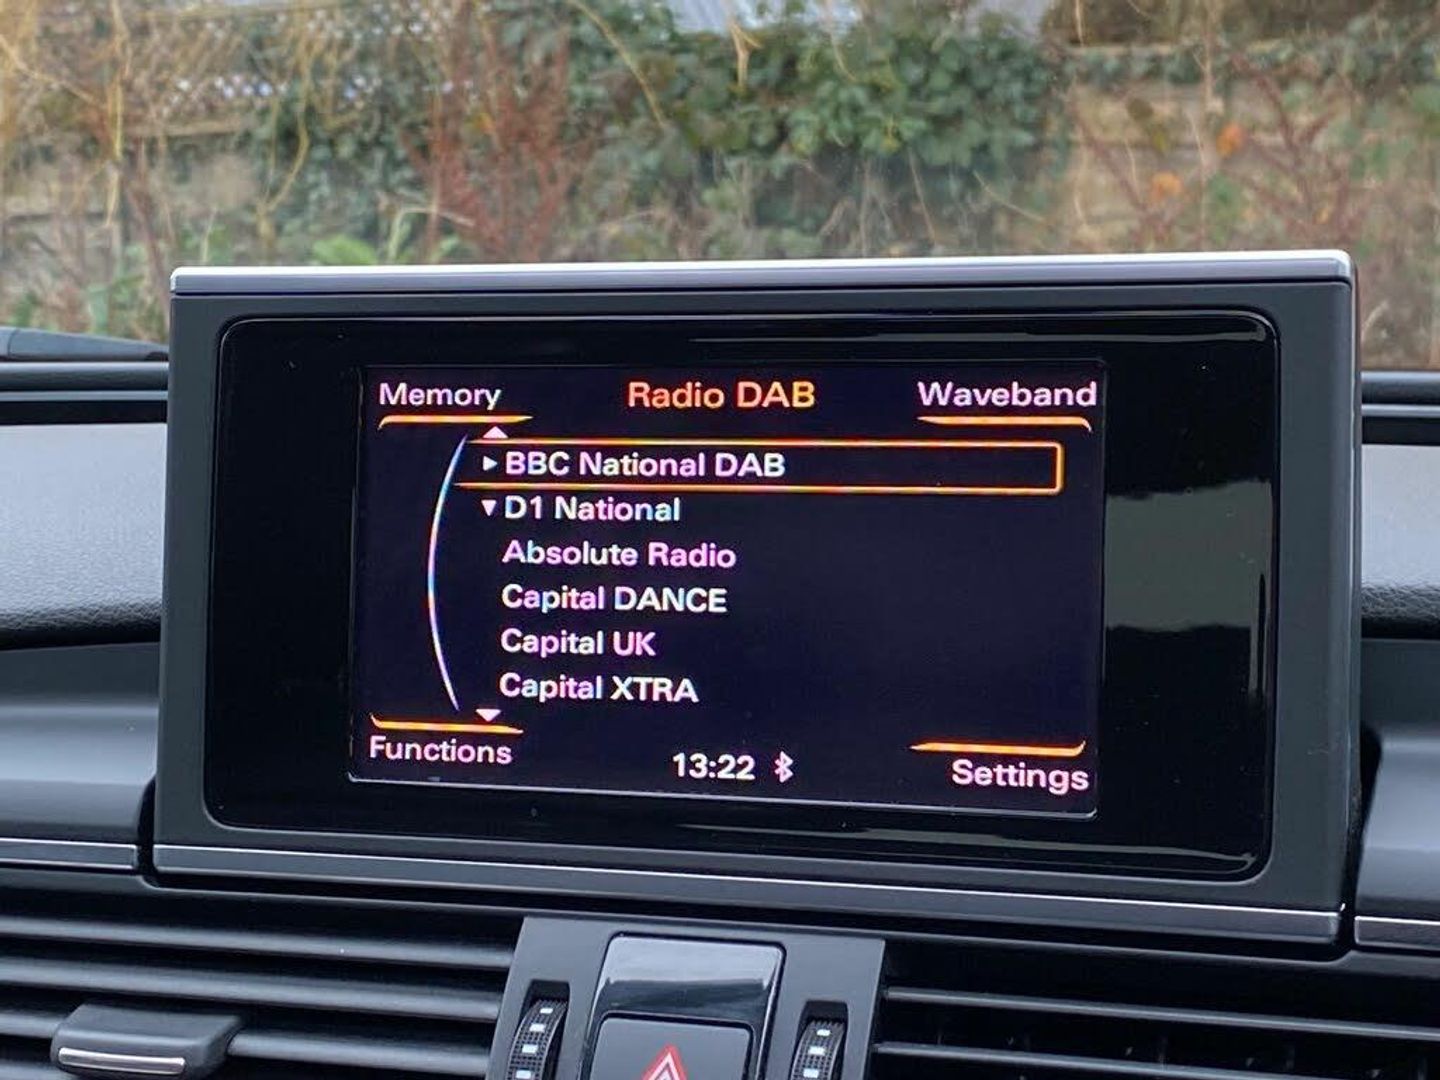 Memory Radio DAB Waveband
BBC National DAB
D1 National
Absolute Radio
Capital DANCE
Capital UK
Capital XTRA
Functions 13:22 Settings